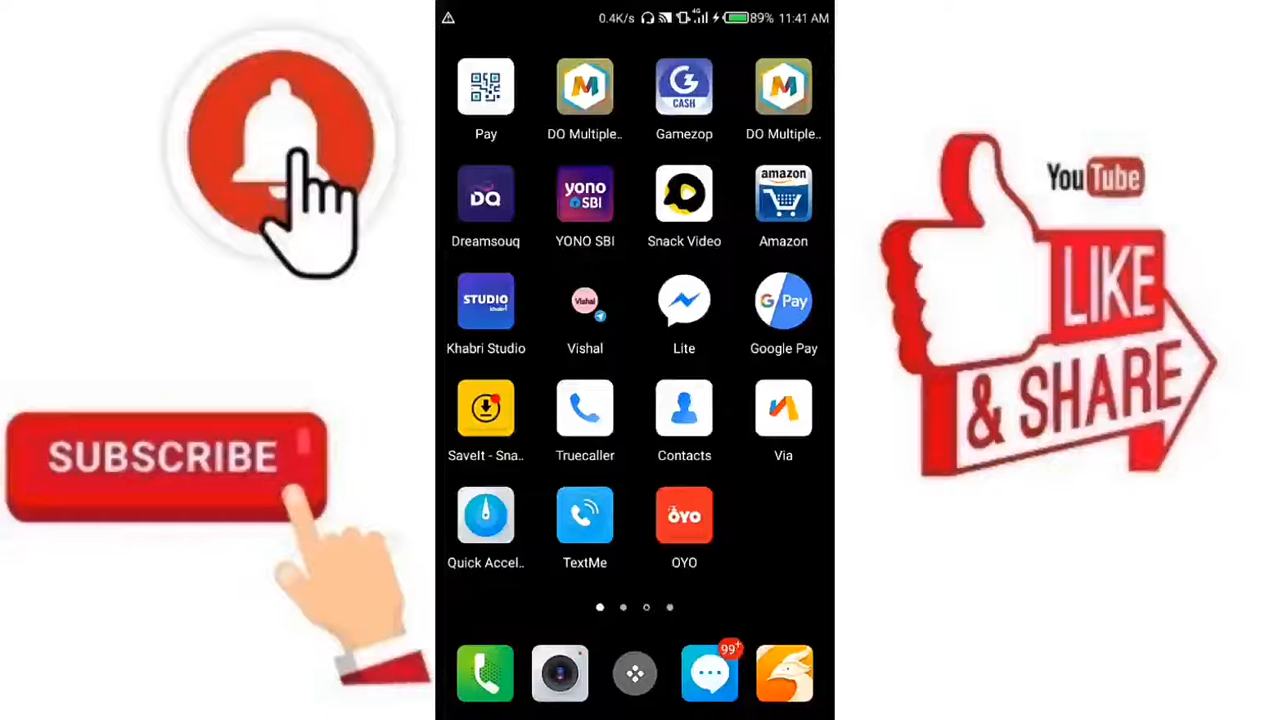 0.4K/s 4G 89% 11:41 AM
Pay
M
DO Multiple..
G
CASH
Gamezop
M
DO Multiple..
DQ
Dreamsouq
yono
SBI
YONO SBI
Snack Video
amazon
Amazon
STUDIO
khabri
Khabri Studio
Vishal
Vishal
Lite
G Pay
Google Pay
SaveIt - Sna..
Truecaller
Contacts
Via
Quick Accel..
TextMe
OYO
OYO
99+
SUBSCRIBE
YouTube
LIKE
& SHARE